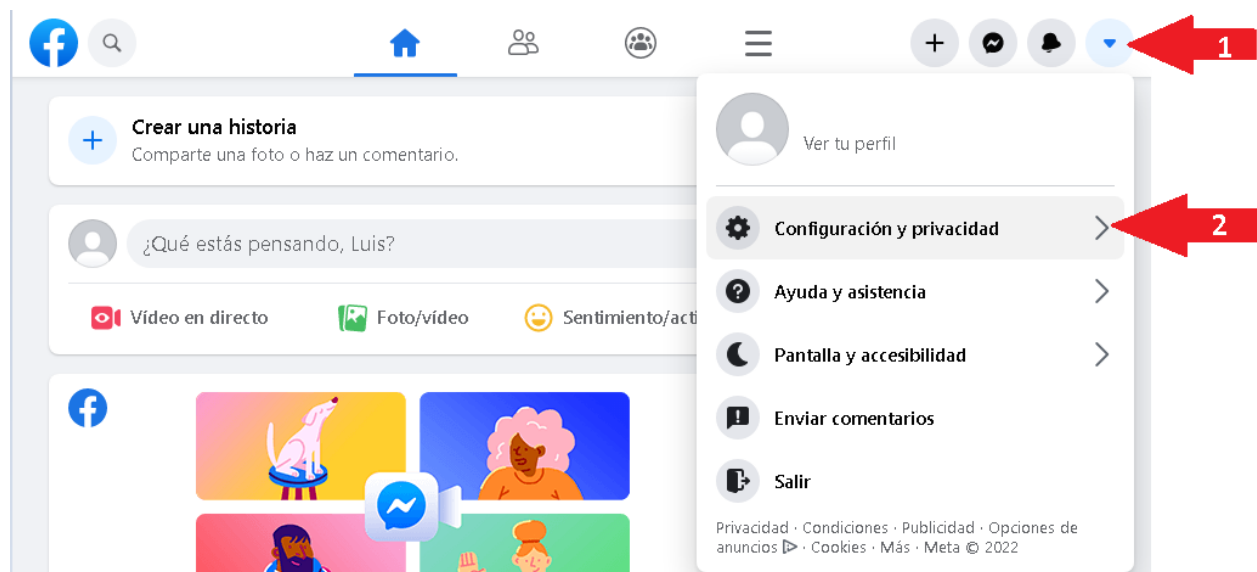 1
Crear una historia
Comparte una foto o haz un comentario.
Ver tu perfil
¿Qué estás pensando, Luis?
Configuración y privacidad
2
Ayuda y asistencia
Vídeo en directo
Foto/vídeo
Sentimiento/acti
Pantalla y accesibilidad
Enviar comentarios
Salir
Privacidad · Condiciones · Publicidad · Opciones de
anuncios · Cookies · Más · Meta © 2022